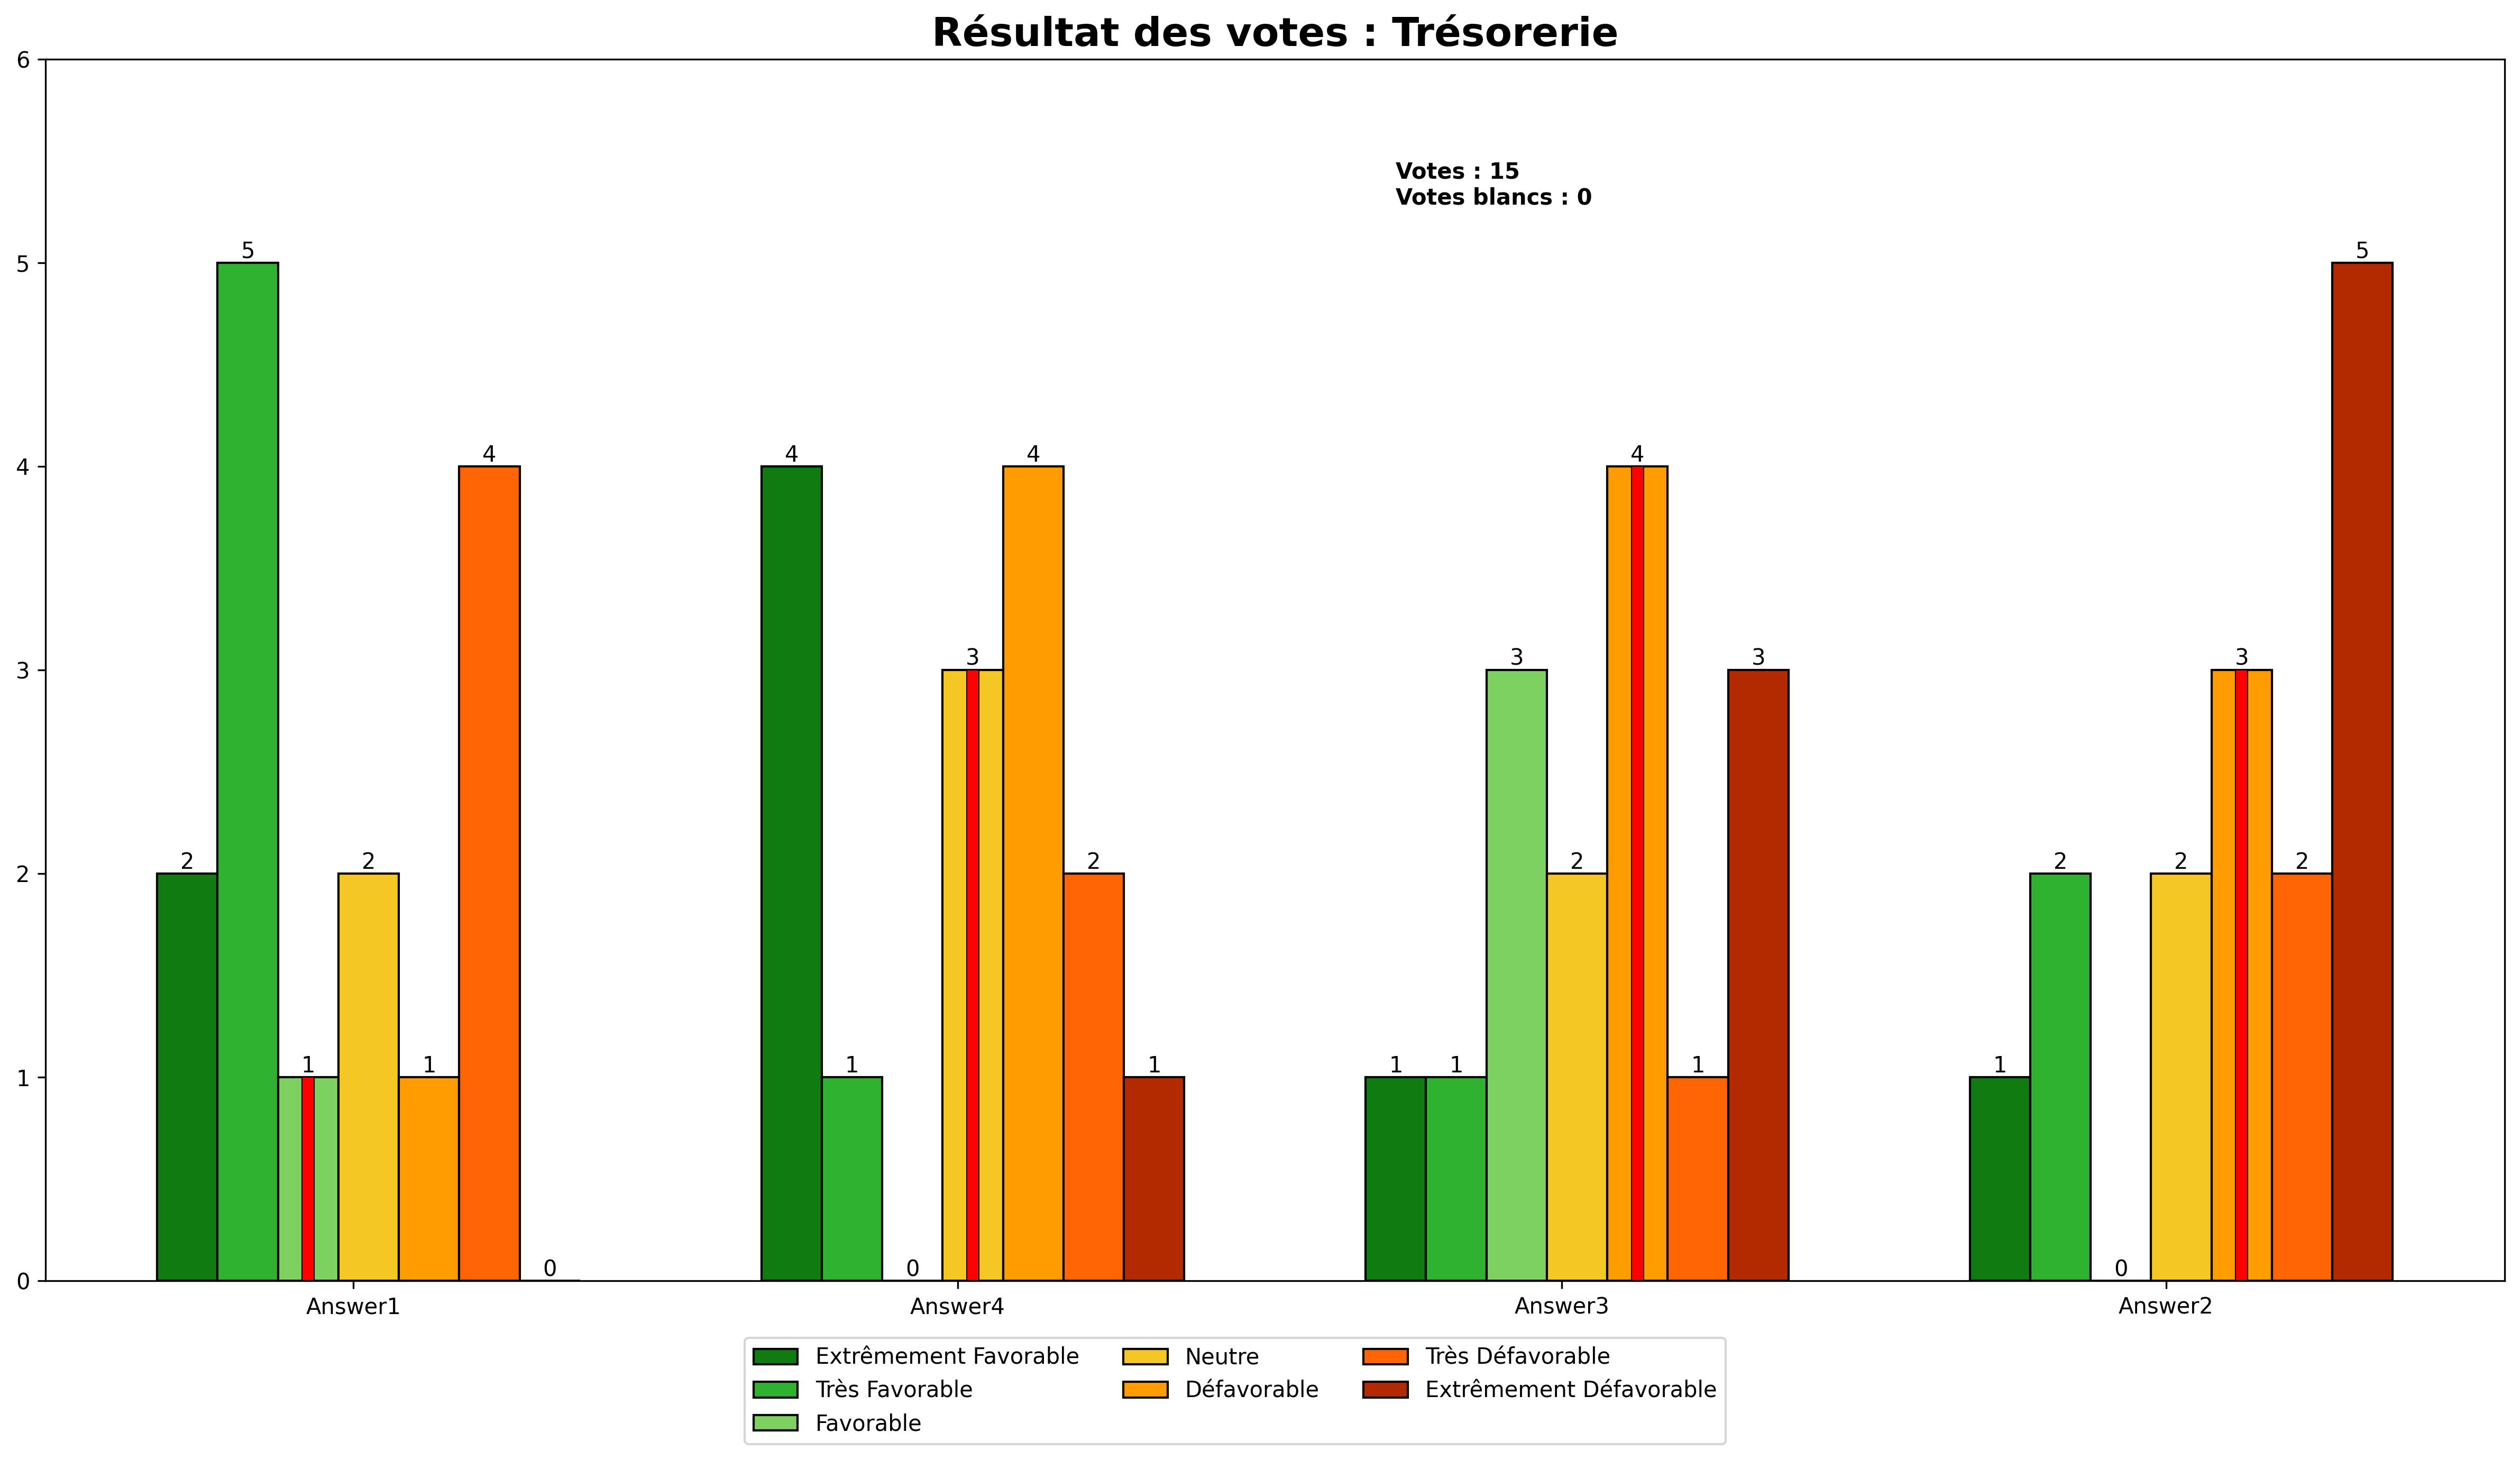 Résultat des votes : Trésorerie
6
5
4
3
2
1
0
Votes : 15
Votes blancs : 0
2
5
1
2
1
4
0
4
1
0
3
4
2
1
1
1
3
2
4
1
3
1
2
0
2
3
2
5
Answer1
Answer4
Answer3
Answer2
Extrêmement Favorable
Très Favorable
Favorable
Neutre
Défavorable
Très Défavorable
Extrêmement Défavorable